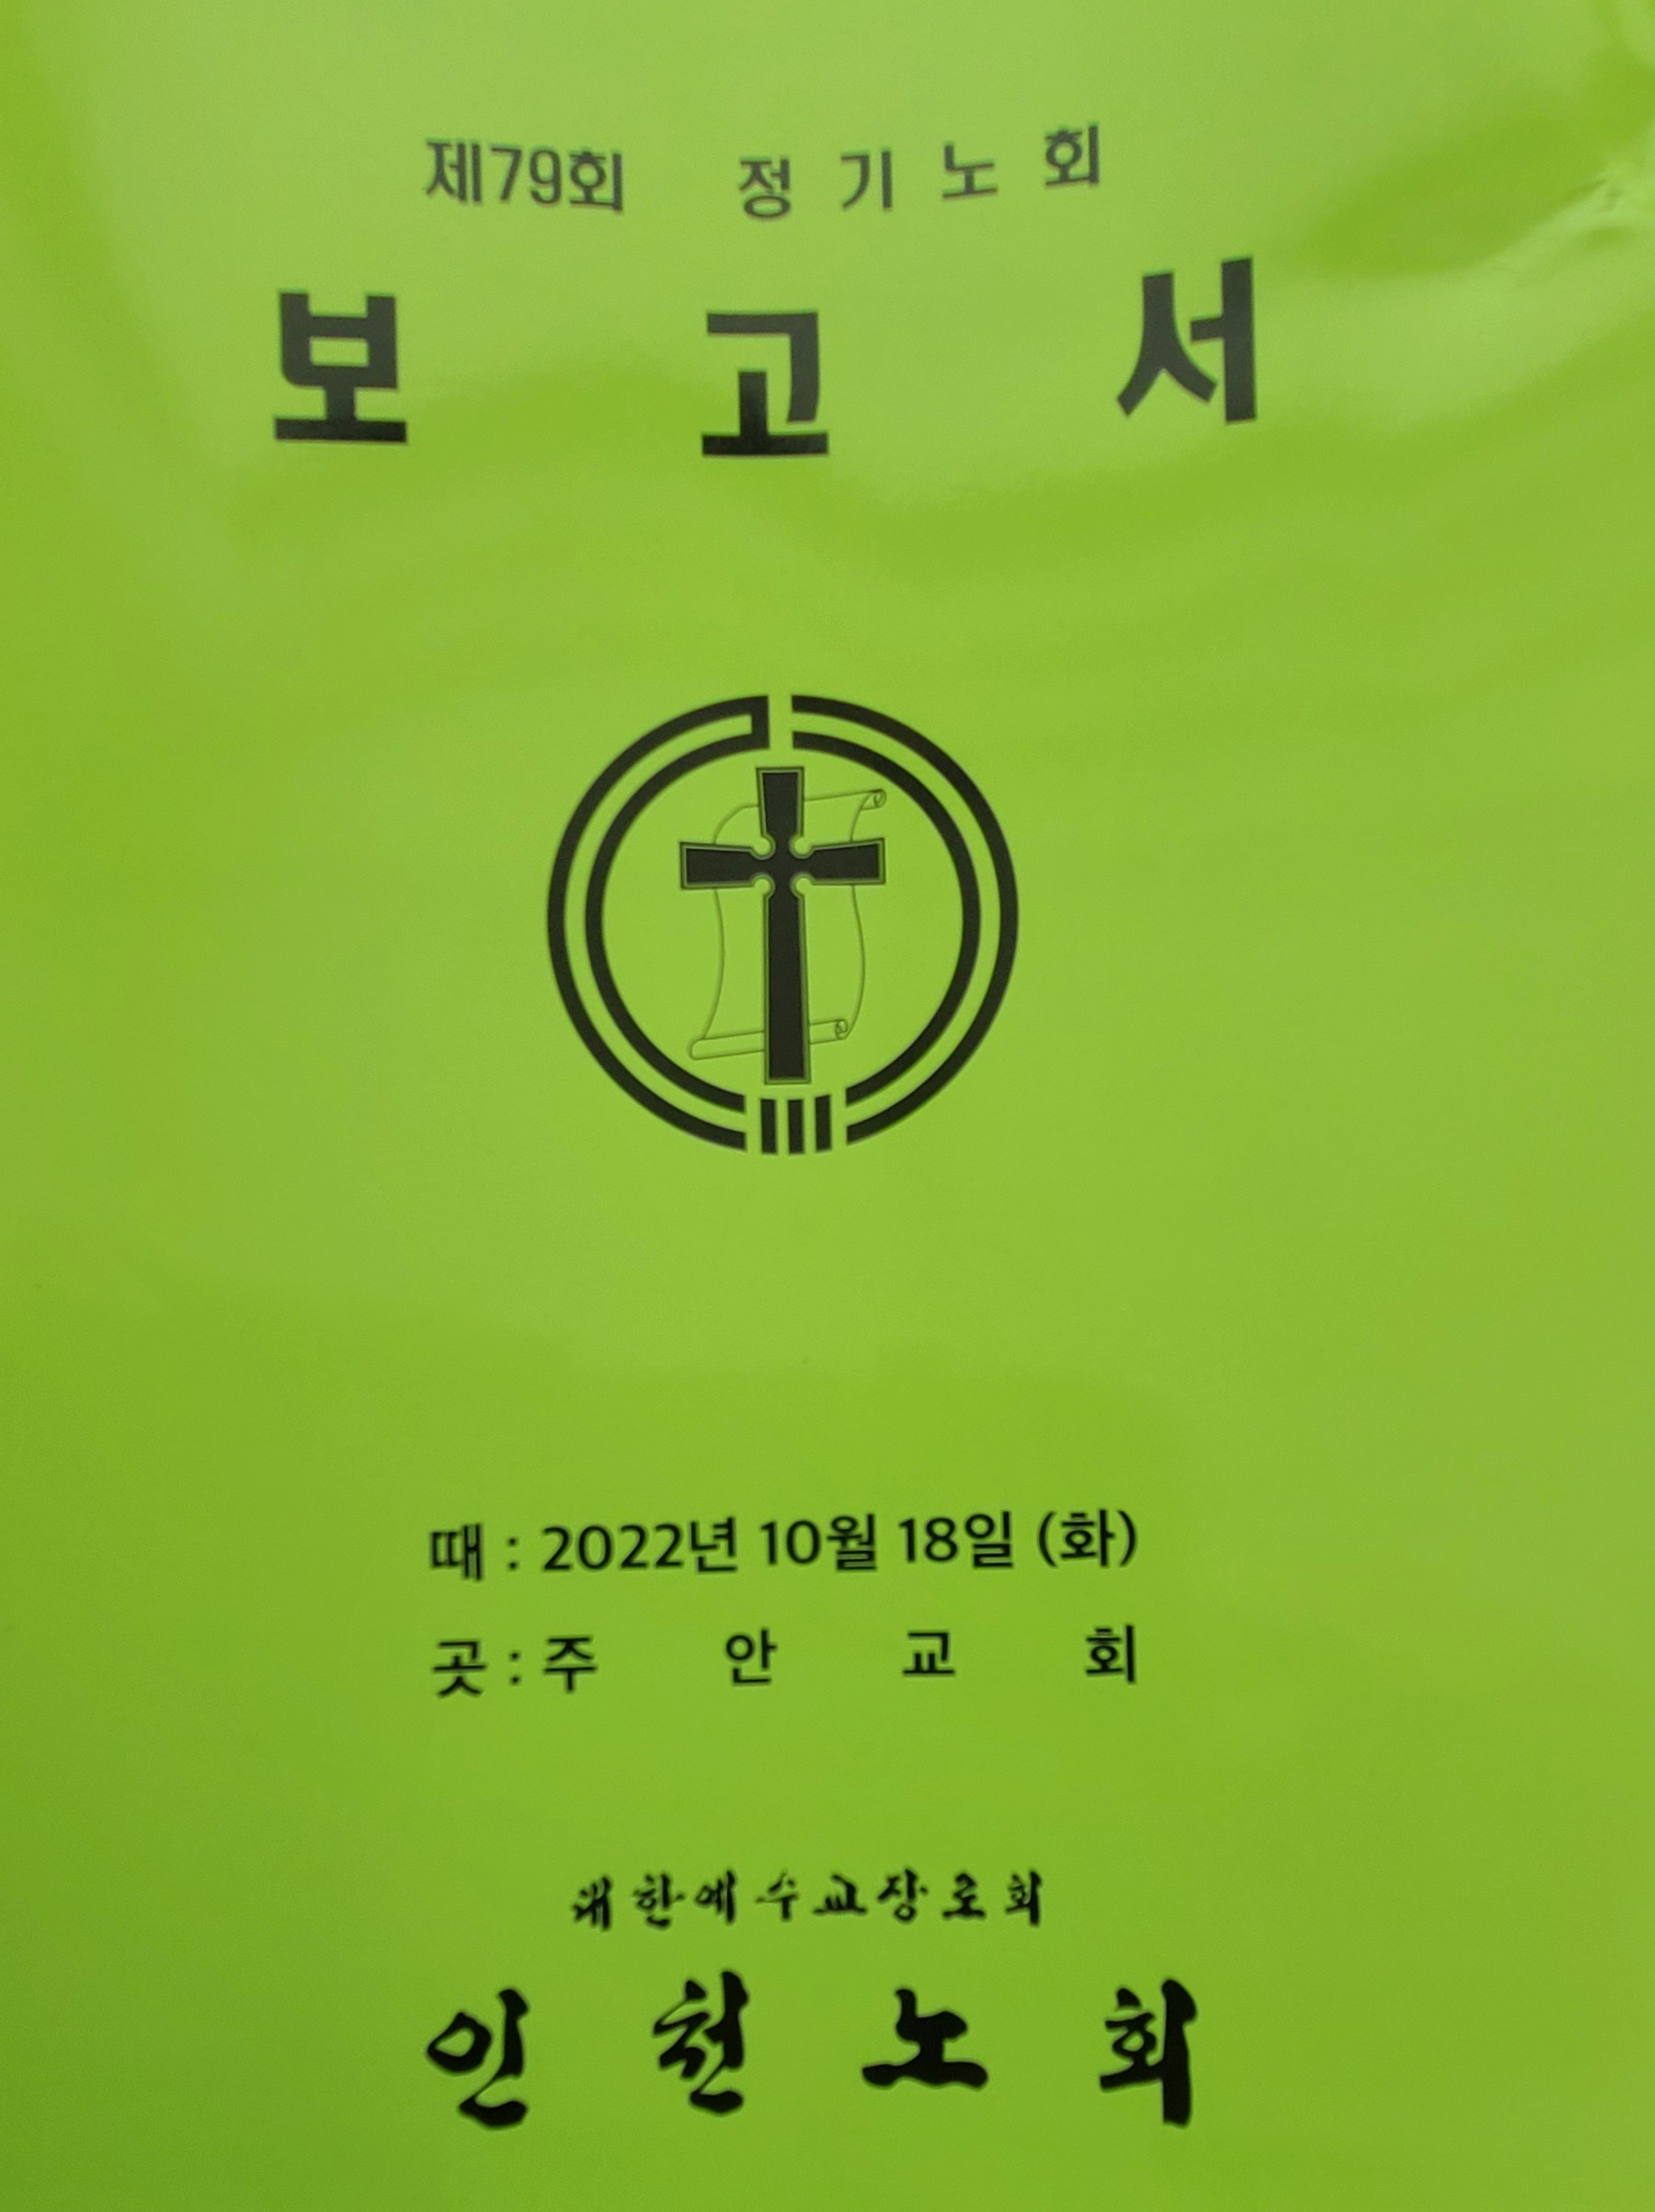 제79회 정기노회
보고서
때 : 2022년 10월 18일 (화)
곳 : 주안교회
대한예수교장로회
인천노회